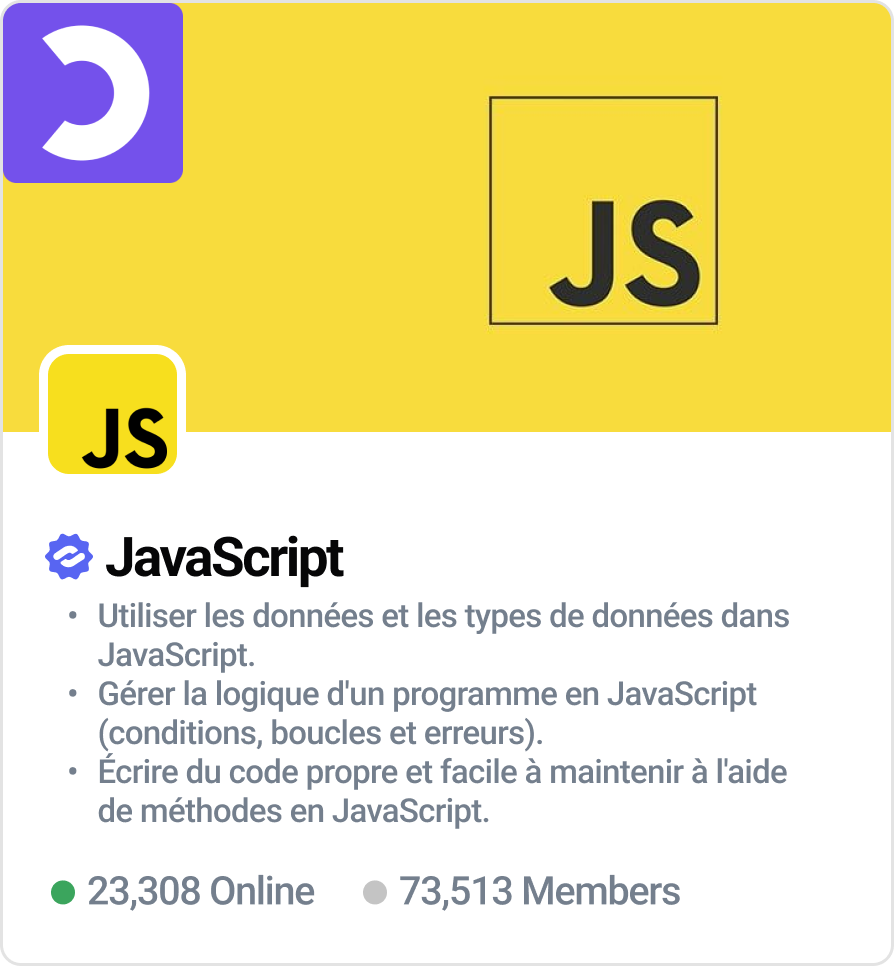 JS
JS
JavaScript
• Utiliser les données et les types de données dans
JavaScript.
• Gérer la logique d'un programme en JavaScript
(conditions, boucles et erreurs).
• Écrire du code propre et facile à maintenir à l'aide
de méthodes en JavaScript.
23,308 Online 73,513 Members